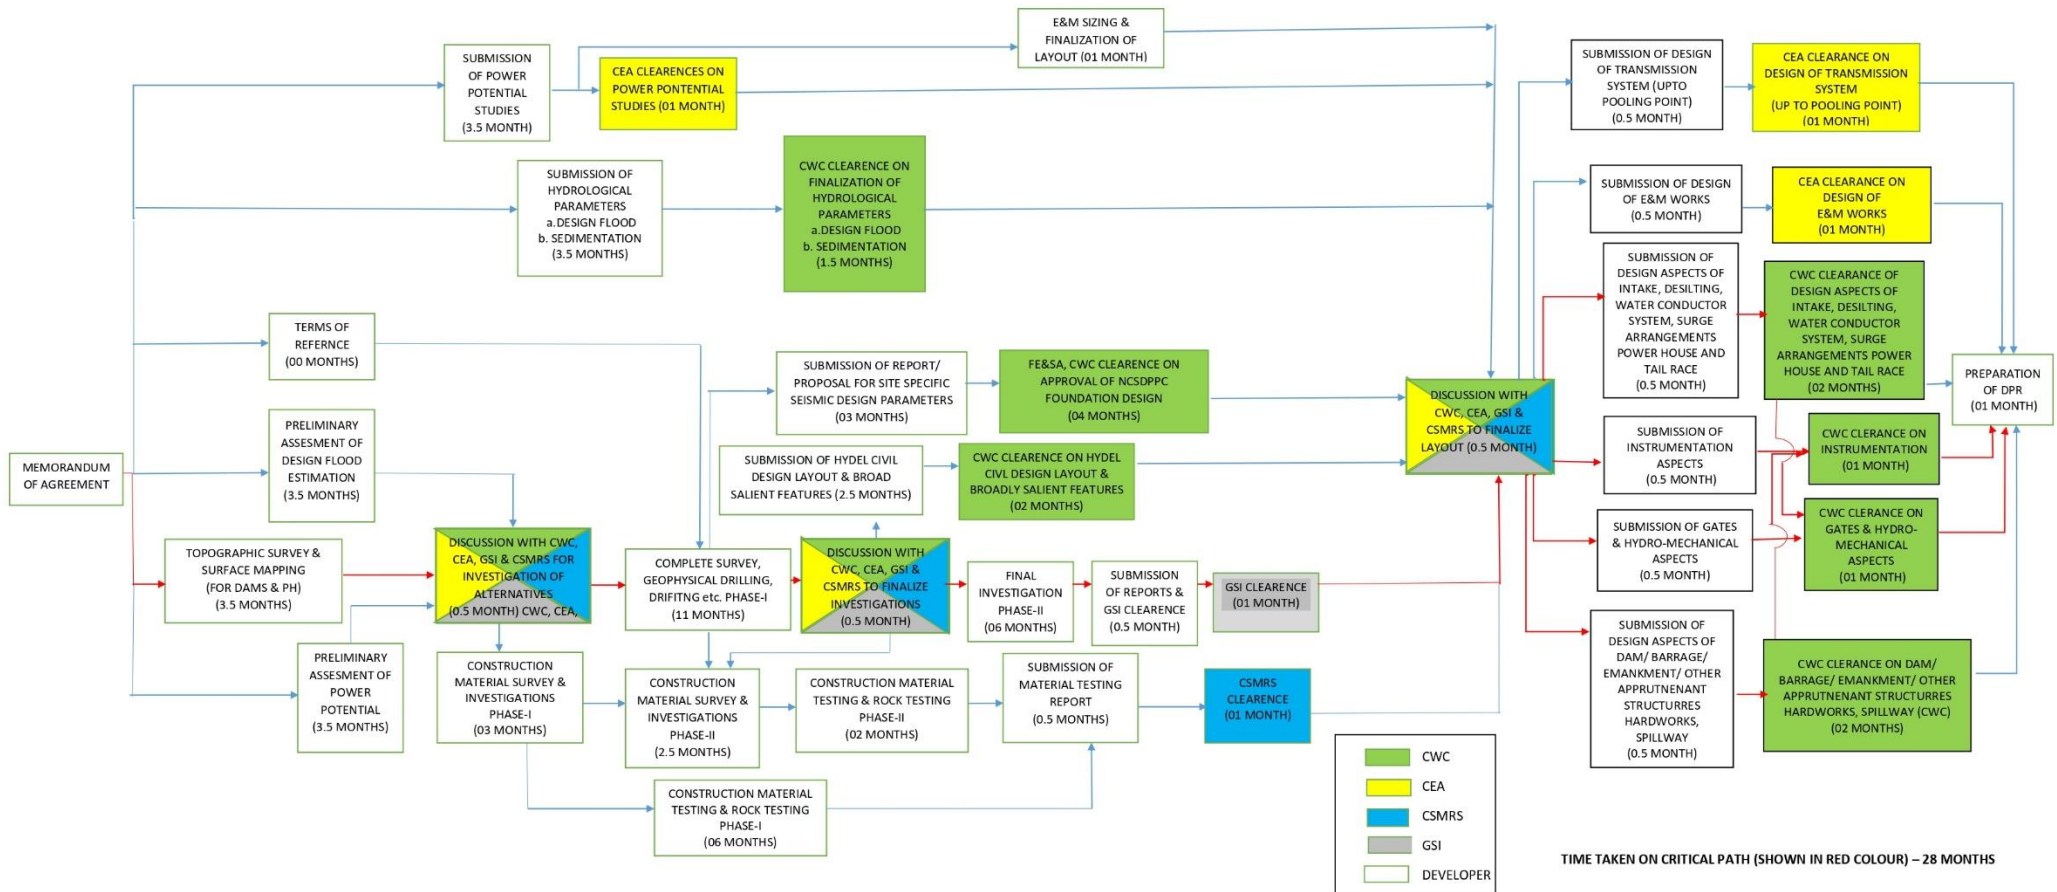 MEMORANDUM
OF AGREEMENT
SUBMISSION
OF POWER
POTENTIAL
STUDIES
(3.5 MONTH)
CEA CLEARENCES ON
POWER PONTENTIAL
STUDIES (01 MONTH)
E&M SIZING &
FINALIZATION OF
LAYOUT (01 MONTH)
SUBMISSION OF
HYDROLOGICAL
PARAMETERS
a.DESIGN FLOOD
b. SEDIMENTATION
(3.5 MONTHS)
CWC CLEARENCE ON
FINALIZATION OF
HYDROLOGICAL
PARAMETERS
a.DESIGN FLOOD
b. SEDIMENTATION
(1.5 MONTHS)
TERMS OF
REFERNCE
(00 MONTHS)
PRELIMINARY
ASSESMENT OF
DESIGN FLOOD
ESTIMATION
(3.5 MONTHS)
TOPOGRAPHIC SURVEY &
SURFACE MAPPING
(FOR DAMS & PH)
(3.5 MONTHS)
PRELIMINARY
ASSESMENT OF
POWER
POTENTIAL
(3.5 MONTHS)
DISCUSSION WITH CWC,
CEA, GSI & CSMRS FOR
INVESTIGATION OF
ALTERNATIVES
(0.5 MONTH) CWC, CEA,
CONSTRUCTION
MATERIAL SURVEY &
INVESTIGATIONS
PHASE-I
(03 MONTHS)
COMPLETE SURVEY,
GEOPHYSICAL DRILLING,
DRIFITNG etc. PHASE-I
(11 MONTHS)
CONSTRUCTION
MATERIAL SURVEY &
INVESTIGATIONS
PHASE-II
(2.5 MONTHS)
CONSTRUCTION MATERIAL
TESTING & ROCK TESTING
PHASE-I
(06 MONTHS)
SUBMISSION OF REPORT/
PROPOSAL FOR SITE SPECIFIC
SEISMIC DESIGN PARAMETERS
(03 MONTHS)
FE&SA, CWC CLEARENCE ON
APPROVAL OF NCSDPPC
FOUNDATION DESIGN
(04 MONTHS)
SUBMISSION OF HYDEL CIVIL
DESIGN LAYOUT & BROAD
SALIENT FEATURES (2.5 MONTHS)
CWC CLEARENCE ON HYDEL
CIVL DESIGN LAYOUT &
BROADLY SALIENT FEATURES
(02 MONTHS)
DISCUSSION WITH
CWC, CEA, GSI &
CSMRS TO FINALIZE
INVESTIGATIONS
(0.5 MONTH)
FINAL
INVESTIGATION
PHASE-II
(06 MONTHS)
SUBMISSION
OF REPORTS &
GSI CLERENCE
(0.5 MONTH)
GSI CLEARENCE
(01 MONTH)
CONSTRUCTION MATERIAL
TESTING & ROCK TESTING
PHASE-II
(02 MONTHS)
SUBMISSION OF
MATERIAL TESTING
REPORT
(0.5 MONTHS)
CSMRS
CLERENCE
(01 MONTH)
DISCUSSION WITH
CWC, CEA, GSI &
CSMRS TO FINALIZE
LAYOUT (0.5 MONTH)
SUBMISSION OF DESIGN
OF TRANSMISSION
SYSTEM (UPTO
POOLING POINT)
(0.5 MONTH)
CEA CLEARANCE ON
DESIGN OF TRANSMISSION
SYSTEM
(UP TO POOLING POINT)
(01 MONTH)
SUBMISSION OF DESIGN
OF E&M WORKS
(0.5 MONTH)
CEA CLEARANCE ON
DESIGN OF
E&M WORKS
(01 MONTH)
SUBMISSION OF
DESIGN ASPECTS OF
INTAKE, DESILTING,
WATER CONDUCTOR
SYSTEM, SURGE
ARRANGEMENTS
POWER HOUSE AND
TAIL RACE
(0.5 MONTH)
CWC CLEARANCE OF
DESIGN ASPECTS OF
INTAKE, DESILTING,
WATER CONDUCTOR
SYSTEM, SURGE
ARRANGEMENTS POWER
HOUSE AND TAIL RACE
(02 MONTHS)
SUBMISSION OF
INSTRUMENTATION
ASPECTS
(0.5 MONTH)
CWC CLERANCE ON
INSTRUMENTATION
(01 MONTH)
SUBMISSION OF GATES
& HYDRO-MECHANICAL
ASPECTS
(0.5 MONTH)
CWC CLERANCE ON
GATES & HYDRO-
MECHANICAL
ASPECTS
(01 MONTH)
SUBMISSION OF
DESIGN ASPECTS OF
DAM/ BARRAGE/
EMANKMENT/ OTHER
APPRUTNENANT
STRUCTURRES
HARDWORKS,
SPILLWAY
(0.5 MONTH)
CWC CLERANCE ON DAM/
BARRAGE/ EMANKMENT/ OTHER
APPRUTNENANT STRUCTURRES
HARDWORKS, SPILLWAY (CWC)
(02 MONTHS)
PREPARATION
OF DPR
(01 MONTH)
CWC
CEA
CSMRS
GSI
DEVELOPER
TIME TAKEN ON CRITICAL PATH (SHOWN IN RED COLOUR) – 28 MONTHS